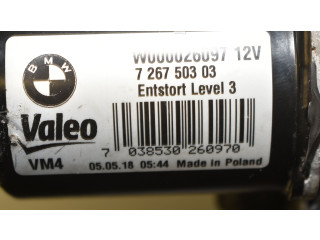 BMW
W000026097 12V
7 267 503 03
Entstort Level 3
Valeo
VM4
05.05.18 05:44 Made in Poland
7 038530 260970